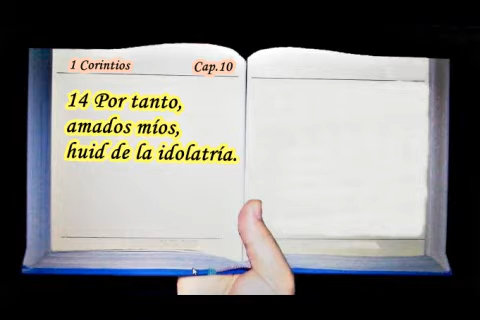 1 Corintios
Cap.10
14 Por tanto,
amados míos,
huid de la idolatría.